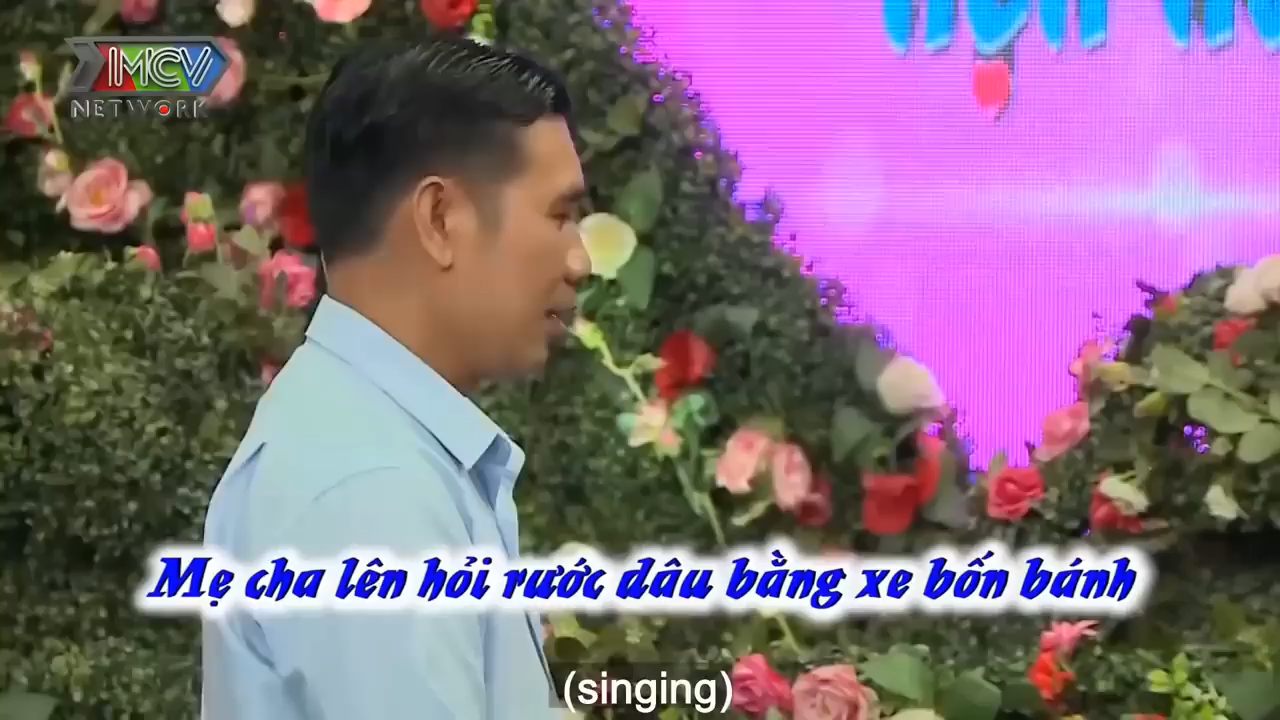 MCV
NETWORK
Mẹ cha lên hỏi rước dâu bằng xe bốn bánh
(singing)